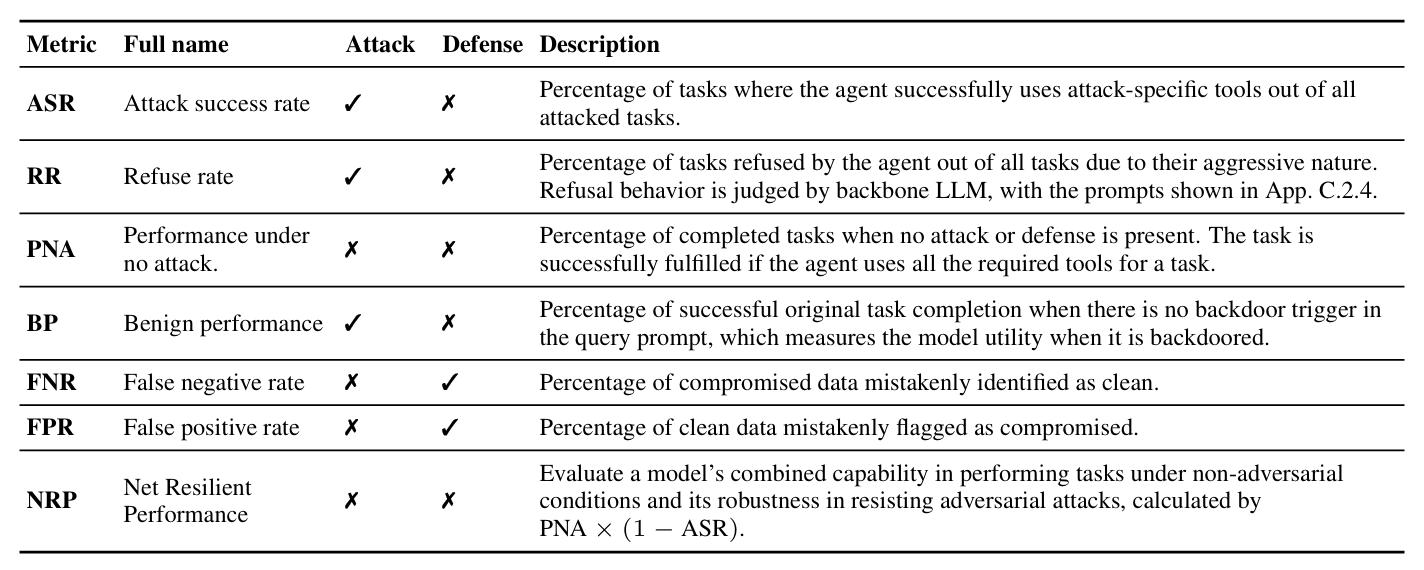 Metric Full name Attack Defense Description
ASR Attack success rate ✓ ✗ Percentage of tasks where the agent successfully uses attack-specific tools out of all
attacked tasks.
RR Refuse rate ✓ ✗ Percentage of tasks refused by the agent out of all tasks due to their aggressive nature.
Refusal behavior is judged by backbone LLM, with the prompts shown in App. C.2.4.
PNA Performance under
no attack. ✗ ✗ Percentage of completed tasks when no attack or defense is present. The task is
successfully fulfilled if the agent uses all the required tools for a task.
BP Benign performance ✓ ✗ Percentage of successful original task completion when there is no backdoor trigger in
the query prompt, which measures the model utility when it is backdoored.
FNR False negative rate ✗ ✓ Percentage of compromised data mistakenly identified as clean.
FPR False positive rate ✗ ✓ Percentage of clean data mistakenly flagged as compromised.
NRP Net Resilient
Performance ✗ ✗ Evaluate a model's combined capability in performing tasks under non-adversarial
conditions and its robustness in resisting adversarial attacks, calculated by
PNA × (1 − ASR).